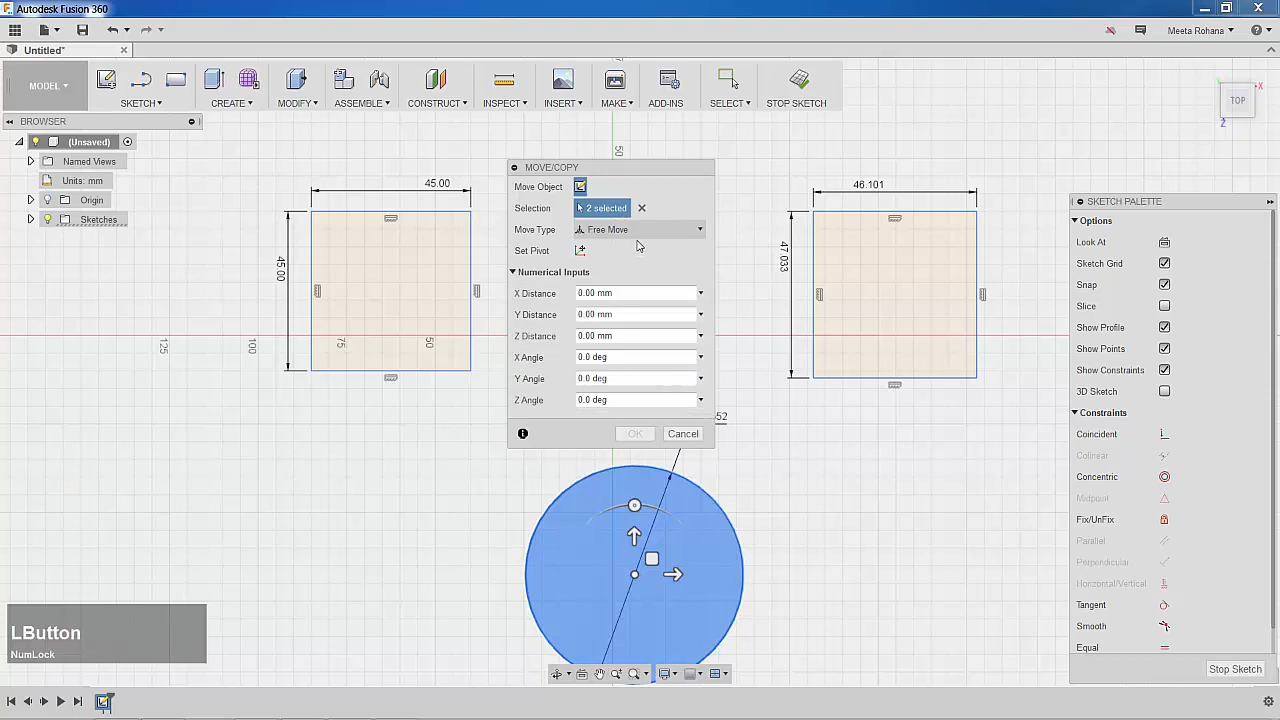 Autodesk Fusion 360
Meeta Rohana
Untitled*
MODEL
SKETCH
CREATE
MODIFY
ASSEMBLE
CONSTRUCT
INSPECT
INSERT
MAKE
ADD-INS
SELECT
STOP SKETCH
BROWSER
(Unsaved)
Named Views
Units: mm
Origin
Sketches
TOP
X
Z
50
45.00
45.00
125
100
75
50
46.101
47.033
52
MOVE/COPY
Move Object
Selection
2 selected
Move Type
Free Move
Set Pivot
Numerical Inputs
X Distance
0.00 mm
Y Distance
0.00 mm
Z Distance
0.00 mm
X Angle
0.0 deg
Y Angle
0.0 deg
Z Angle
0.0 deg
OK
Cancel
SKETCH PALETTE
Options
Look At
Sketch Grid
Snap
Slice
Show Profile
Show Points
Show Constraints
3D Sketch
Constraints
Coincident
Colinear
Concentric
Midpoint
Fix/UnFix
Parallel
Perpendicular
Horizontal/Vertical
Tangent
Smooth
Equal
Stop Sketch
LButton
NumLock